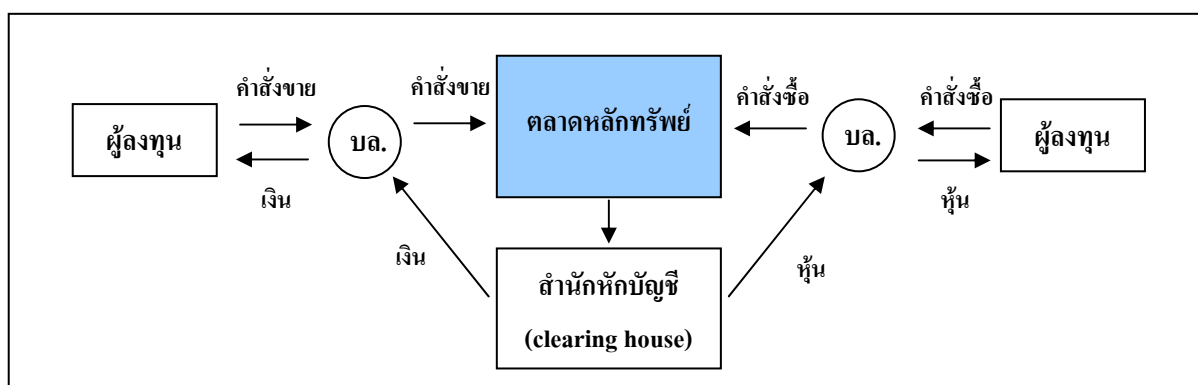 คำสั่งขาย
คำสั่งขาย
คำสั่งซื้อ
คำสั่งซื้อ
ผู้ลงทุน
บล.
ตลาดหลักทรัพย์
บล.
ผู้ลงทุน
เงิน
หุ้น
เงิน
สำนักหักบัญชี
(clearing house)
หุ้น